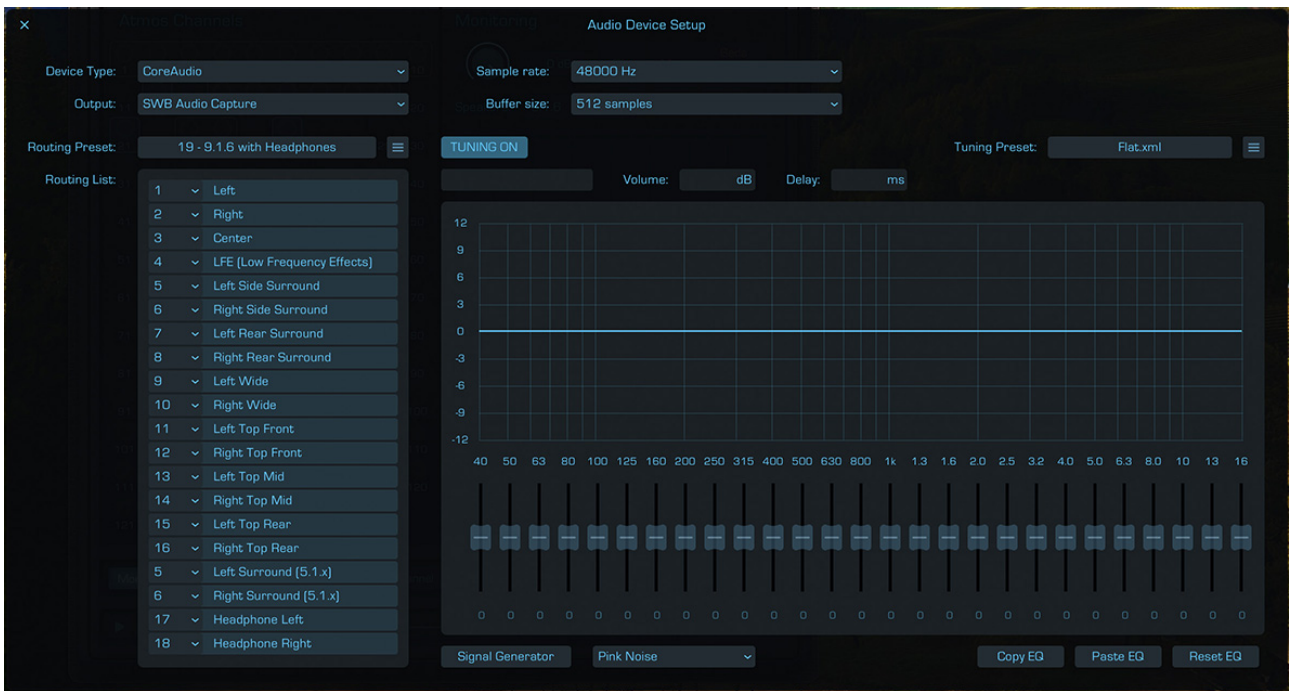 × Audio Device Setup
Atmos Channels
Monitoring
Device Type: CoreAudio
Sample rate: 48000 Hz
Output: SWB Audio Capture
Buffer size: 512 samples
Routing Preset: 19 - 9.1.6 with Headphones
TUNING ON
Tuning Preset: Flat.xml
Routing List:
Volume: dB Delay: ms
1 Left
2 Right
3 Center
4 LFE (Low Frequency Effects)
5 Left Side Surround
6 Right Side Surround
7 Left Rear Surround
8 Right Rear Surround
9 Left Wide
10 Right Wide
11 Left Top Front
12 Right Top Front
13 Left Top Mid
14 Right Top Mid
15 Left Top Rear
16 Right Top Rear
5 Left Surround (5.1.x)
6 Right Surround (5.1.x)
17 Headphone Left
18 Headphone Right
12
9
6
3
0
-3
-6
-9
-12
40 50 63 80 100 125 160 200 250 315 400 500 630 800 1k 1.3 1.6 2.0 2.5 3.2 4.0 5.0 6.3 8.0 10 13 16
0 0 0 0 0 0 0 0 0 0 0 0 0 0 0 0 0 0 0 0 0 0 0 0 0 0 0
Signal Generator Pink Noise Copy EQ Paste EQ Reset EQ